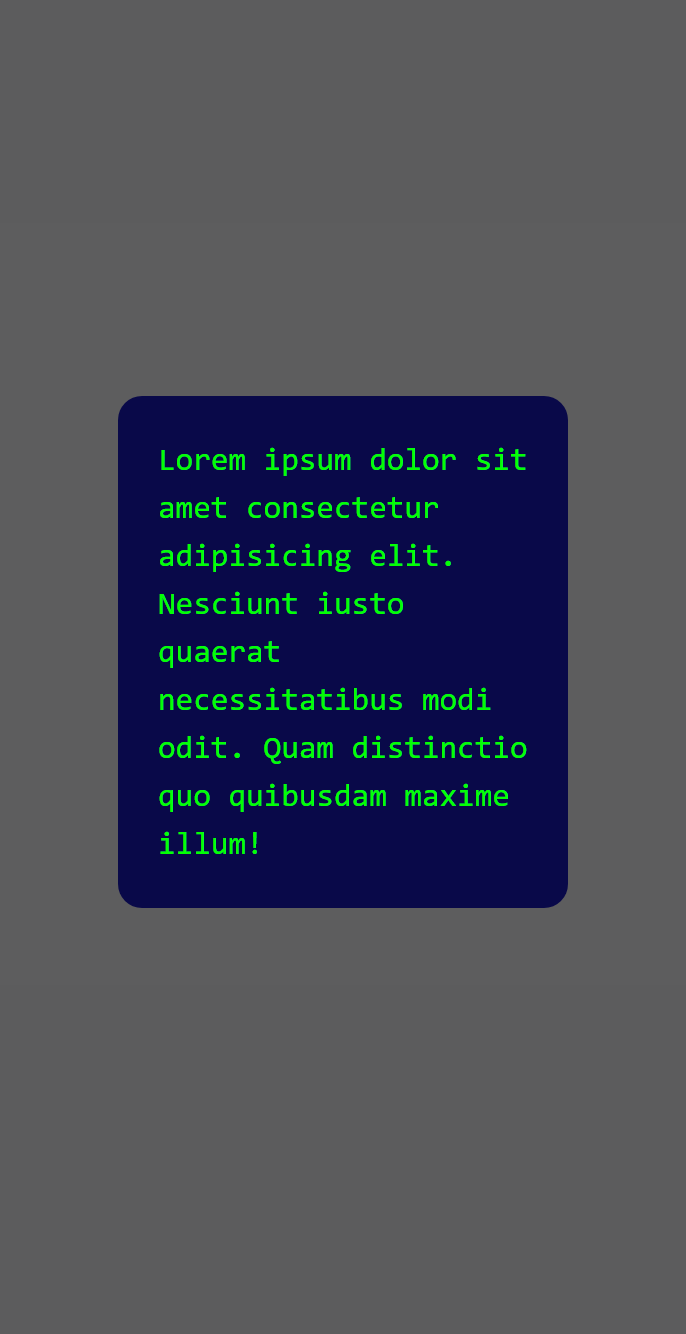 Lorem ipsum dolor sit
amet consectetur
adipisicing elit.
Nesciunt iusto
quaerat
necessitatibus modi
odit. Quam distinctio
quo quibusdam maxime
illum!